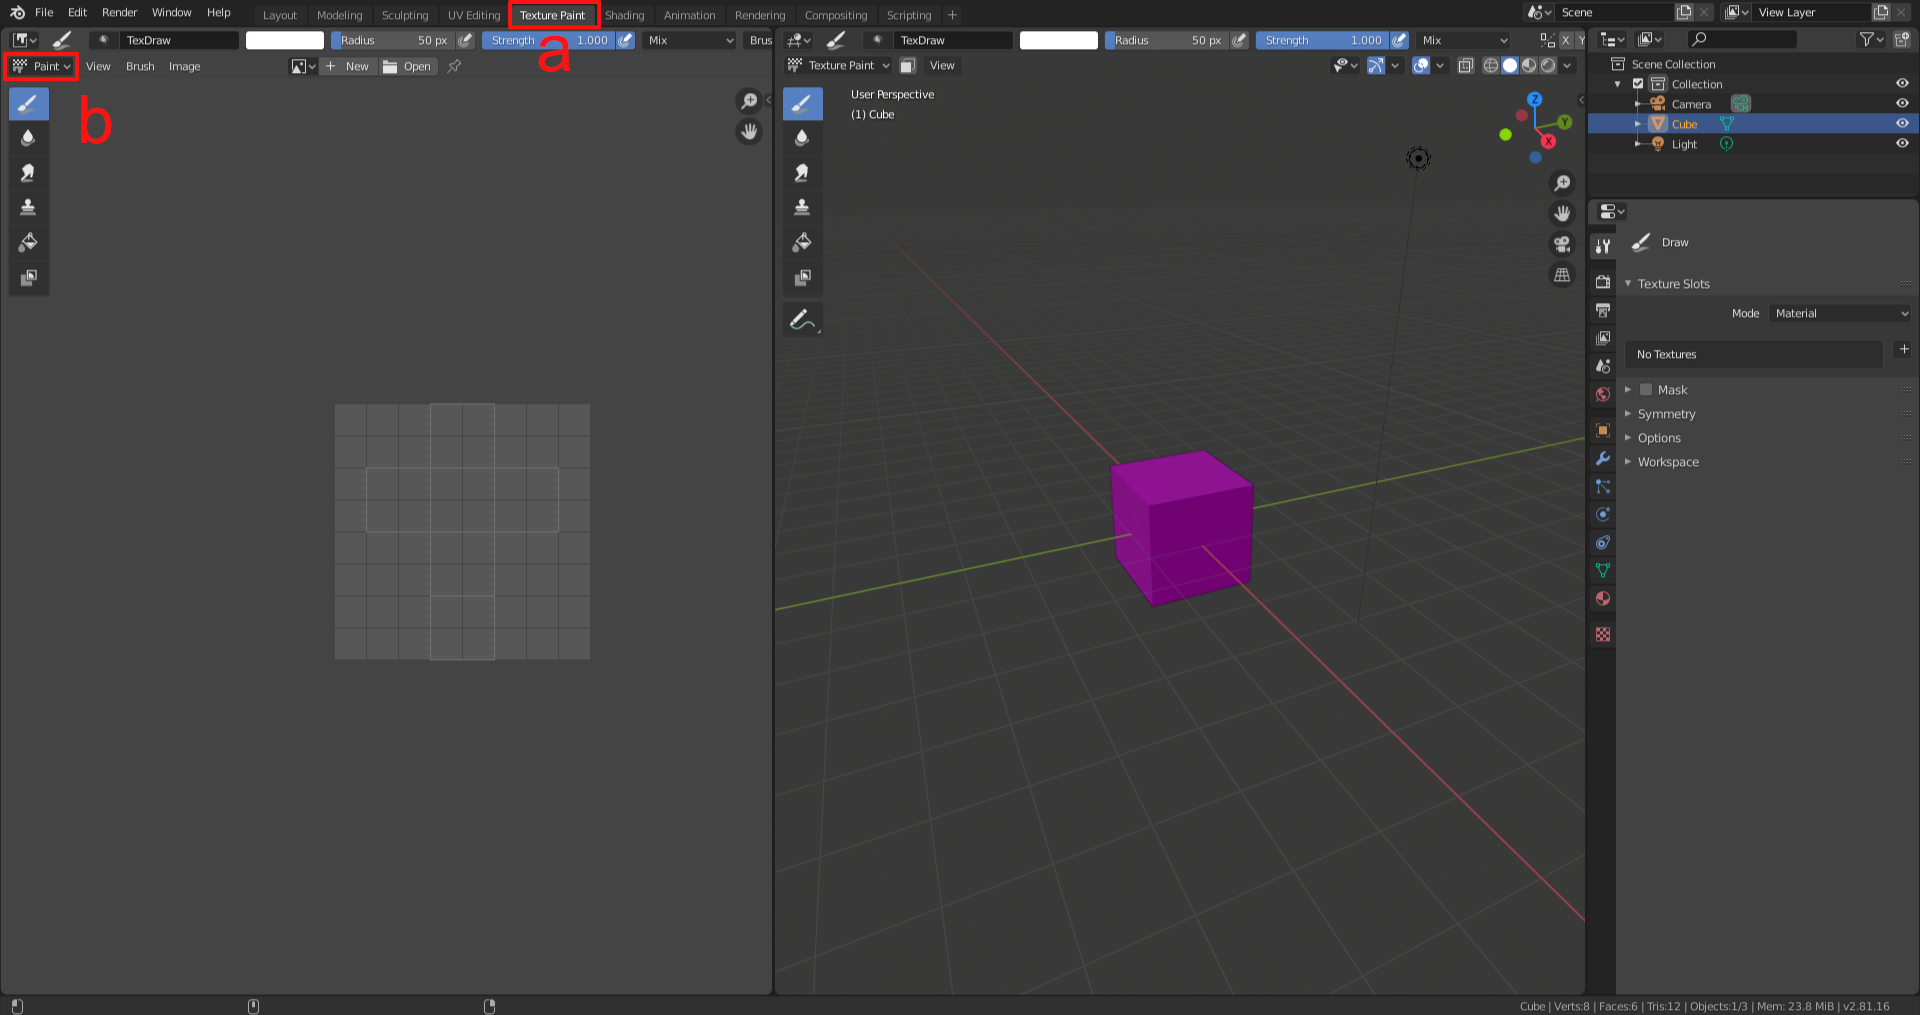 File Edit Render Window Help Layout Modeling Sculpting UV Editing Texture Paint Shading Animation Rendering Compositing Scripting + Scene View Layer
TexDraw Radius 50 px Strength 1.000 Mix Brus
a
TexDraw Radius 50 px Strength 1.000 Mix X Y
Paint View Brush Image + New Open
b
Texture Paint View
User Perspective
(1) Cube
Z
Y
X
Scene Collection
Collection
Camera
Cube
Light
Draw
Texture Slots
Mode Material
No Textures +
Mask
Symmetry
Options
Workspace
Cube | Verts:8 | Faces:6 | Tris:12 | Objects:1/3 | Mem: 23.8 MiB | v2.81.16